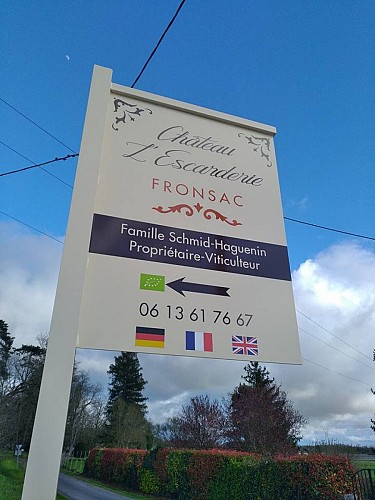 Château
L'Escarderie
FRONSAC
Famille Schmid-Haguenin
Propriétaire-Viticulteur
06 13 61 76 67